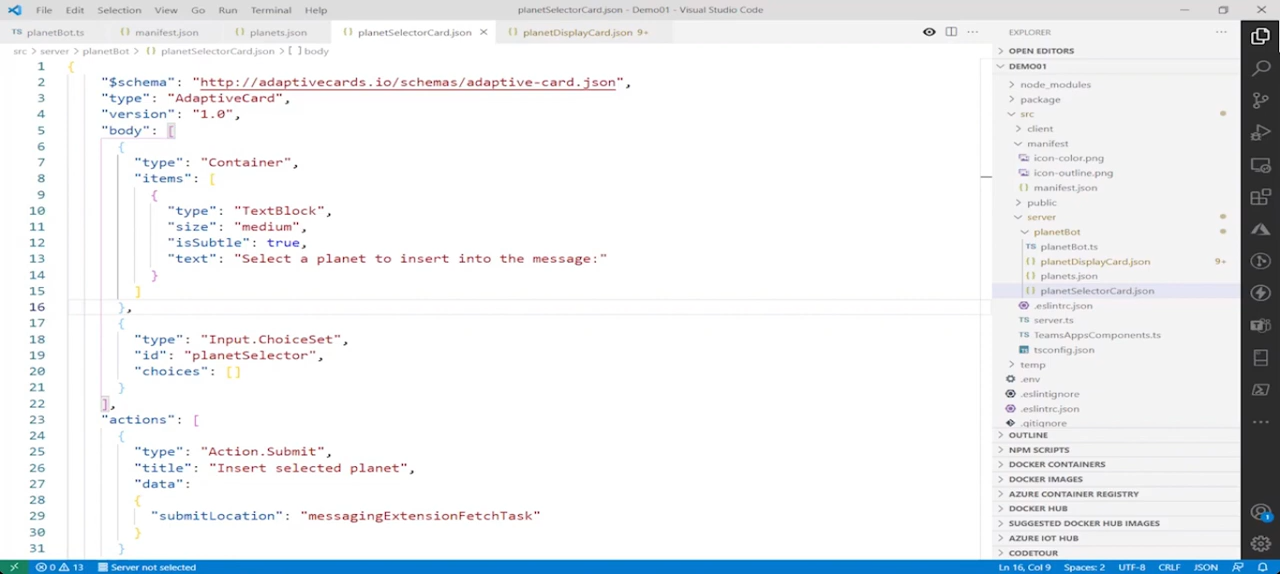 File Edit Selection View Go Run Terminal Help planetSelectorCard.json - Demo01 - Visual Studio Code
TS planetBot.ts {} manifest.json {} planets.json {} planetSelectorCard.json × {} planetDisplayCard.json 9+ ··· EXPLORER ···
src > server > planetBot > {} planetSelectorCard.json > [ ] body
1 {
2 "$schema": "http://adaptivecards.io/schemas/adaptive-card.json",
3 "type": "AdaptiveCard",
4 "version": "1.0",
5 "body": [
6 {
7 "type": "Container",
8 "items": [
9 {
10 "type": "TextBlock",
11 "size": "medium",
12 "isSubtle": true,
13 "text": "Select a planet to insert into the message:"
14 }
15 ]
16 },
17 {
18 "type": "Input.ChoiceSet",
19 "id": "planetSelector",
20 "choices": []
21 }
22 ],
23 "actions": [
24 {
25 "type": "Action.Submit",
26 "title": "Insert selected planet",
27 "data":
28 {
29 "submitLocation": "messagingExtensionFetchTask"
30 }
31 }
OPEN EDITORS
DEMO01
node_modules
package
src
client
manifest
icon-color.png
icon-outline.png
{} manifest.json
public
server
planetBot
TS planetBot.ts
{} planetDisplayCard.json 9+
{} planets.json
{} planetSelectorCard.json
.eslintrc.json
TS server.ts
TS TeamsAppsComponents.ts
tsconfig.json
temp
.env
.eslintignore
.eslintrc.json
.gitignore
OUTLINE
NPM SCRIPTS
DOCKER CONTAINERS
DOCKER IMAGES
AZURE CONTAINER REGISTRY
DOCKER HUB
SUGGESTED DOCKER HUB IMAGES
AZURE IOT HUB
CODETOUR
1
0 13 Server not selected Ln 16, Col 9 Spaces: 2 UTF-8 CRLF JSON